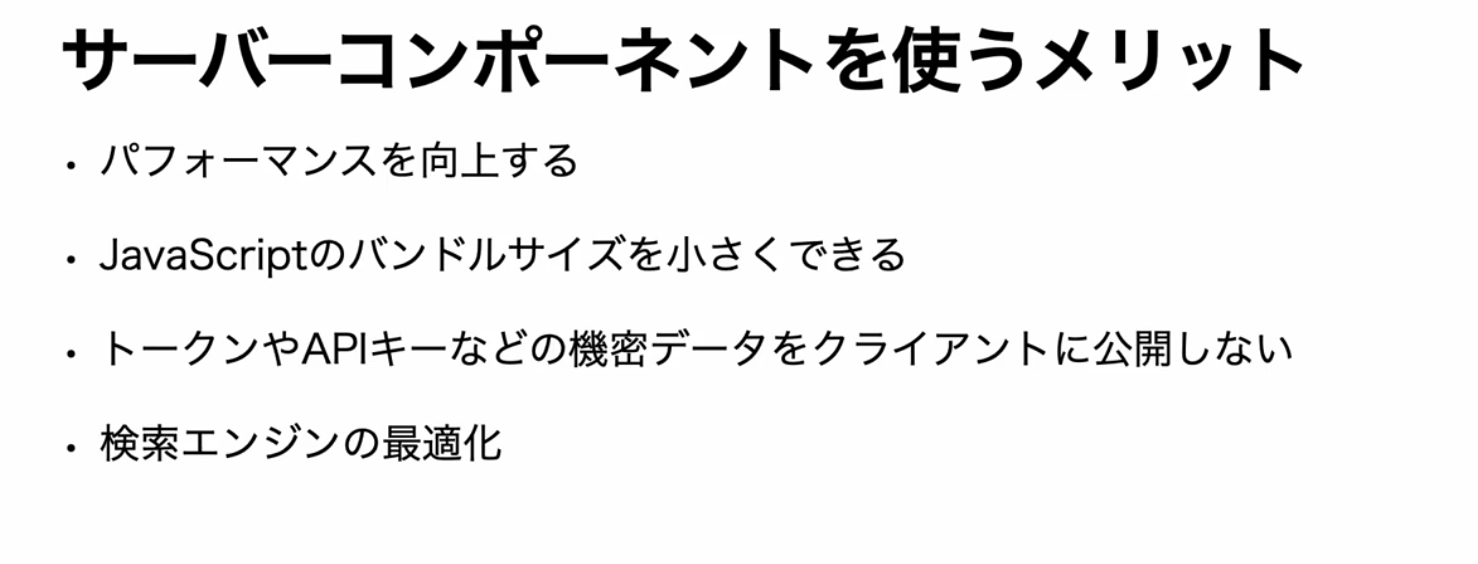 サーバーコンポーネントを使うメリット
・パフォーマンスを向上する
・JavaScriptのバンドルサイズを小さくできる
・トークンやAPIキーなどの機密データをクライアントに公開しない
・検索エンジンの最適化